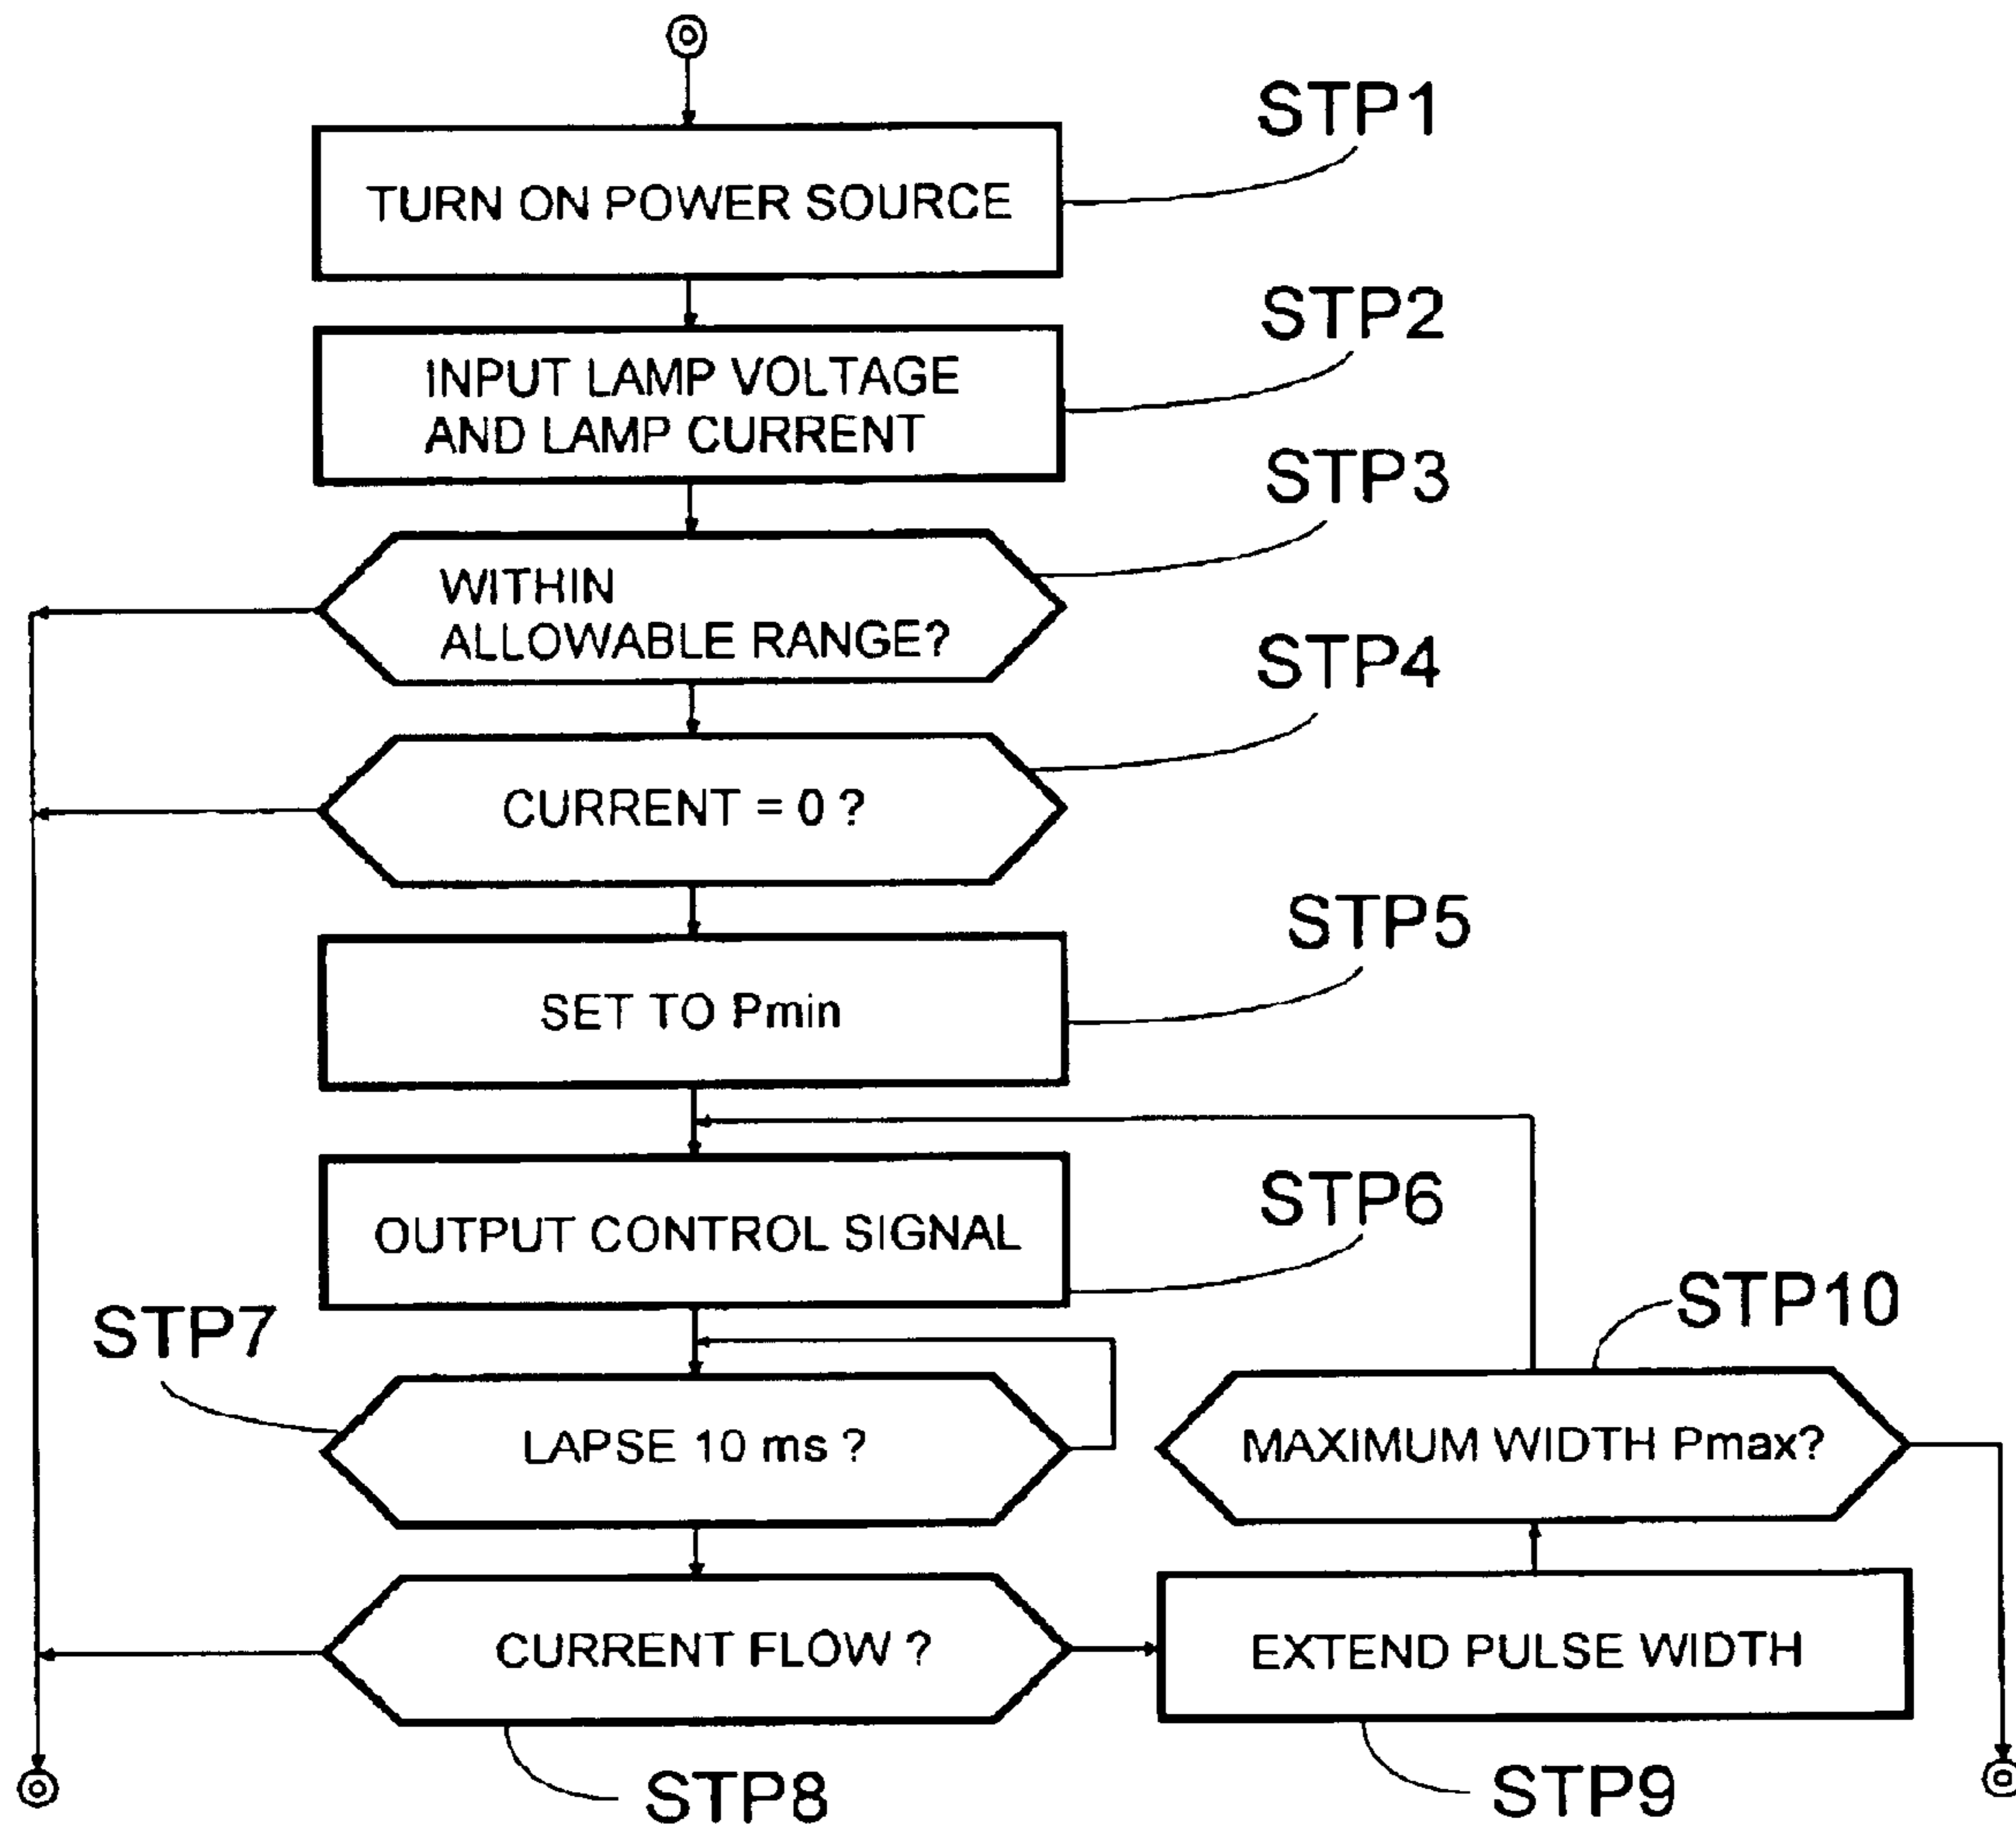 STP1
TURN ON POWER SOURCE
STP2
INPUT LAMP VOLTAGE
AND LAMP CURRENT
STP3
WITHIN
ALLOWABLE RANGE?
STP4
CURRENT = 0 ?
STP5
SET TO Pmin
STP6
OUTPUT CONTROL SIGNAL
STP7
LAPSE 10 ms ?
STP10
MAXIMUM WIDTH Pmax?
CURRENT FLOW ?
EXTEND PULSE WIDTH
STP8
STP9